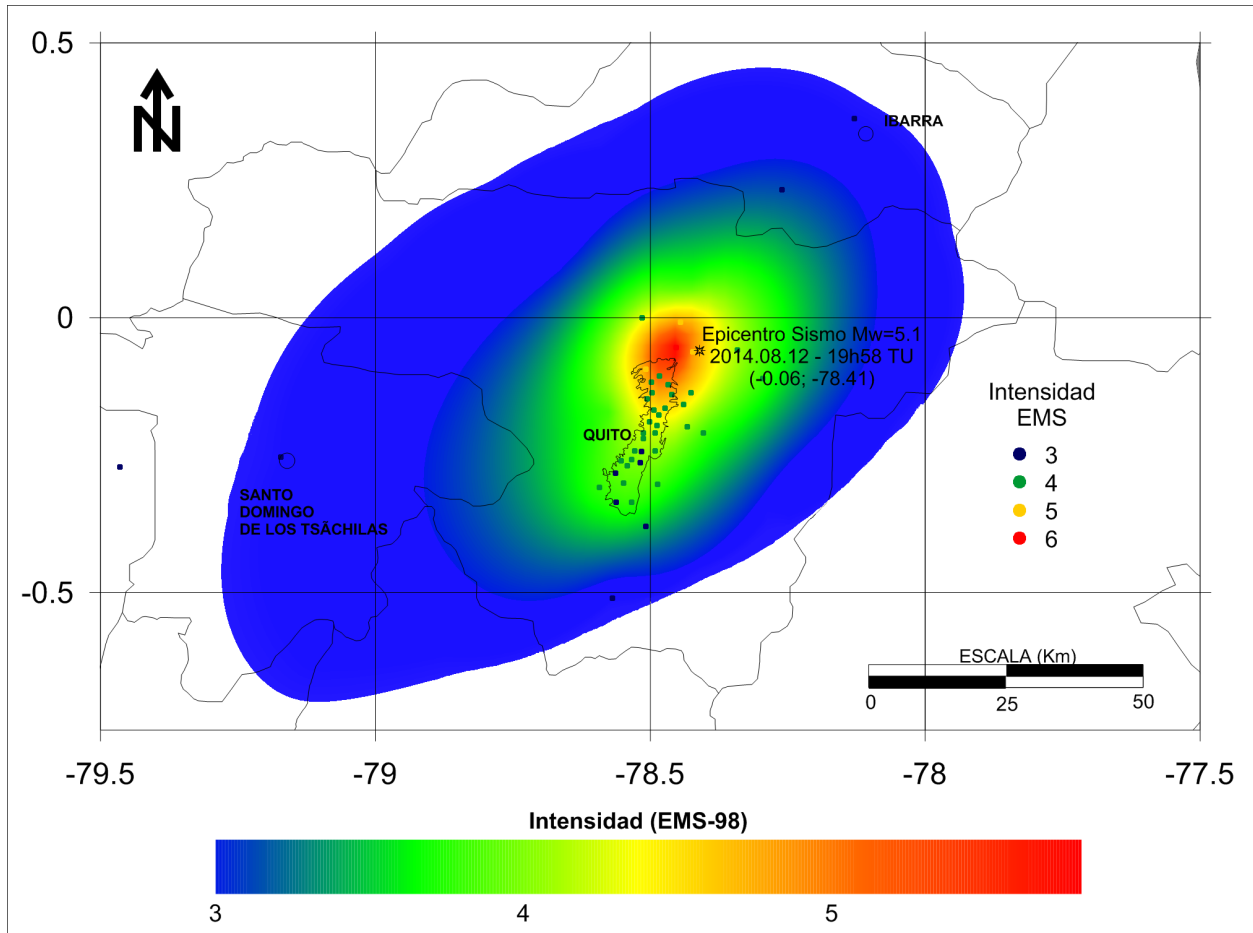 0.5
0
-0.5
N
IBARRA
Epicentro Sismo Mw=5.1
2014.08.12 - 19h58 TU
(-0.06; -78.41)
Intensidad
EMS
3
4
5
6
QUITO
SANTO
DOMINGO
DE LOS TSÃCHILAS
ESCALA (Km)
0
25
50
-79.5
-79
-78.5
-78
-77.5
Intensidad (EMS-98)
3
4
5